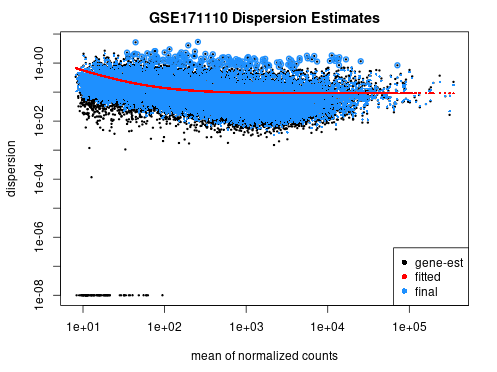 GSE171110 Dispersion Estimates
dispersion
1e+00
1e-02
1e-04
1e-06
1e-08
1e+01 1e+02 1e+03 1e+04 1e+05
mean of normalized counts
gene-est
fitted
final